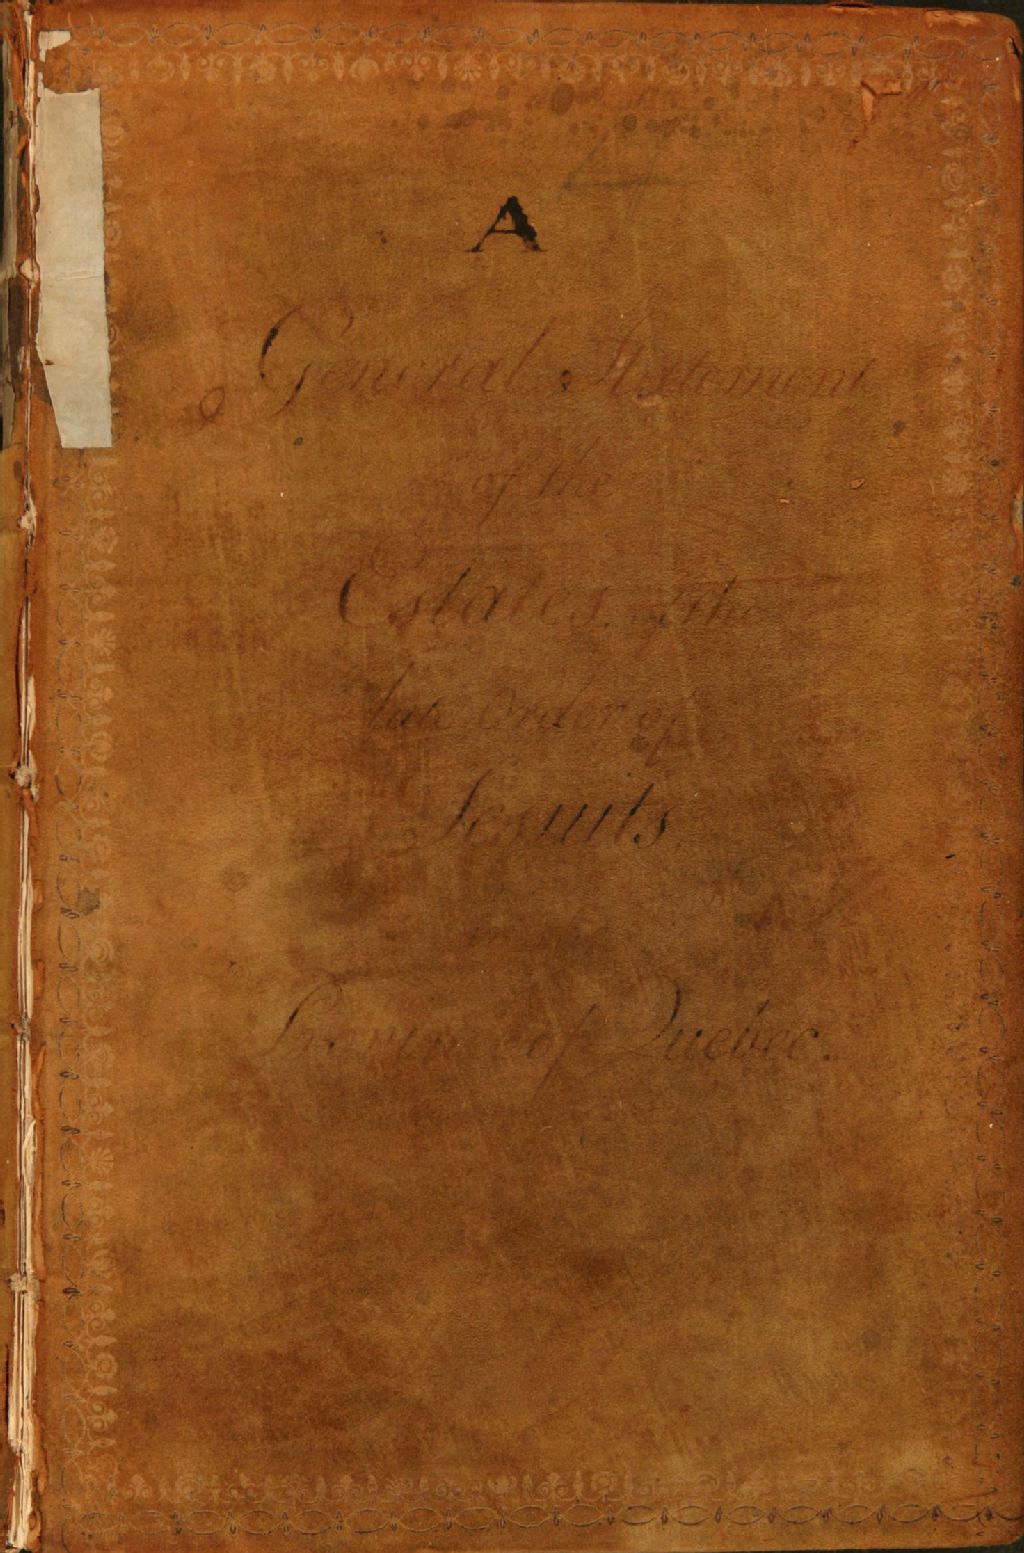 A
General Statement
of the
Estates of the
late Order of
Jesuits.
Province of Quebec.